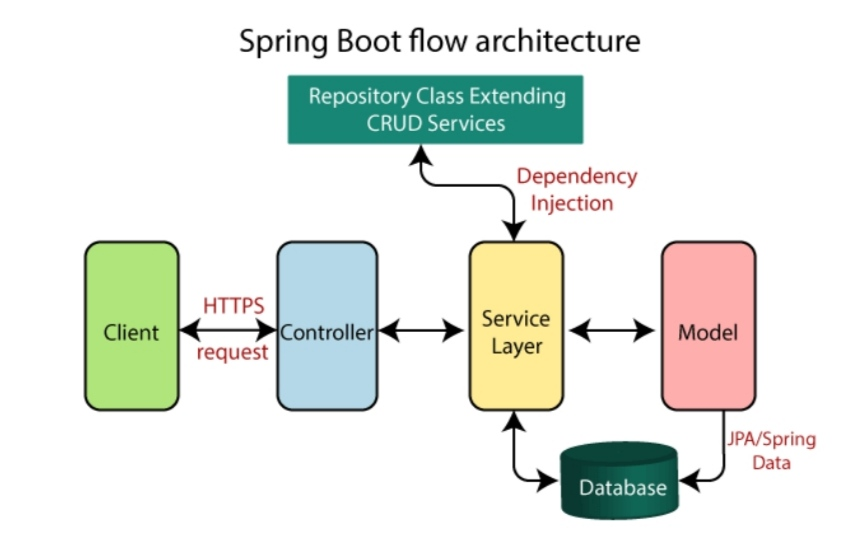 Spring Boot flow architecture
Repository Class Extending
CRUD Services
Dependency
Injection
Client
HTTPS
request
Controller
Service
Layer
Model
JPA/Spring
Data
Database